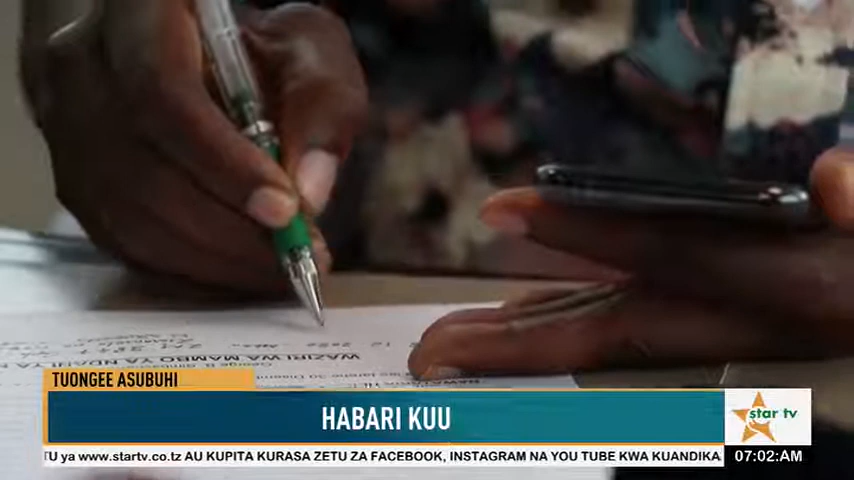 WAZIRI WA MAMBO YA NDANI YA N
TUONGEE ASUBUHI
HABARI KUU
star tv
TU ya www.startv.co.tz AU KUPITA KURASA ZETU ZA FACEBOOK, INSTAGRAM NA YOU TUBE KWA KUANDIKA
07:02:AM